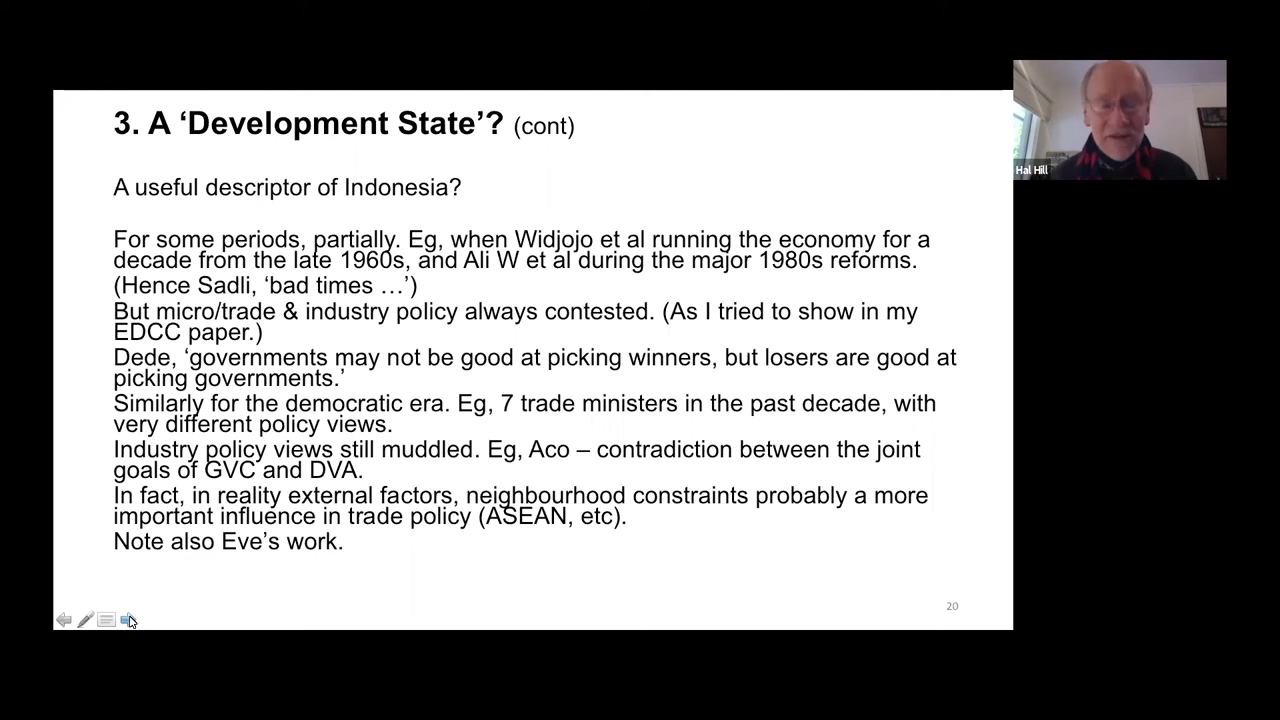 3. A ‘Development State’? (cont)
A useful descriptor of Indonesia?
For some periods, partially. Eg, when Widjojo et al running the economy for a
decade from the late 1960s, and Ali W et al during the major 1980s reforms.
(Hence Sadli, ‘bad times …’)
But micro/trade & industry policy always contested. (As I tried to show in my
EDCC paper.)
Dede, ‘governments may not be good at picking winners, but losers are good at
picking governments.’
Similarly for the democratic era. Eg, 7 trade ministers in the past decade, with
very different policy views.
Industry policy views still muddled. Eg, Aco – contradiction between the joint
goals of GVC and DVA.
In fact, in reality external factors, neighbourhood constraints probably a more
important influence in trade policy (ASEAN, etc).
Note also Eve’s work.
20
Hal Hill